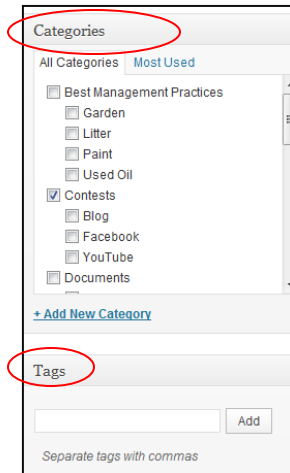 Categories
All Categories Most Used
Best Management Practices
Garden
Litter
Paint
Used Oil
Contests
Blog
Facebook
YouTube
Documents
+ Add New Category
Tags
Add
Separate tags with commas